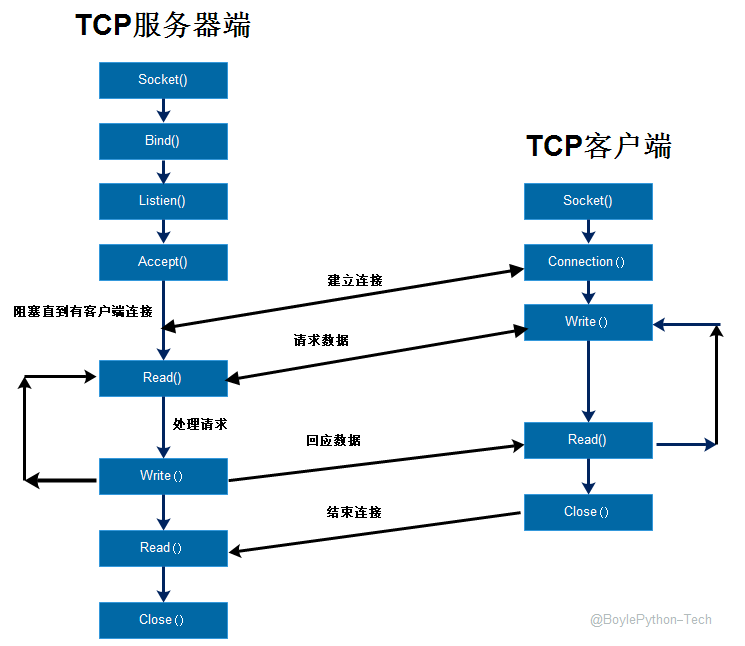 TCP服务器端
Socket()
Bind()
Listien()
Accept()
阻塞直到有客户端连接
Read()
处理请求
Write()
Read()
Close()
建立连接
请求数据
回应数据
结束连接
TCP客户端
Socket()
Connection()
Write()
Read()
Close()
@BoylePython-Tech